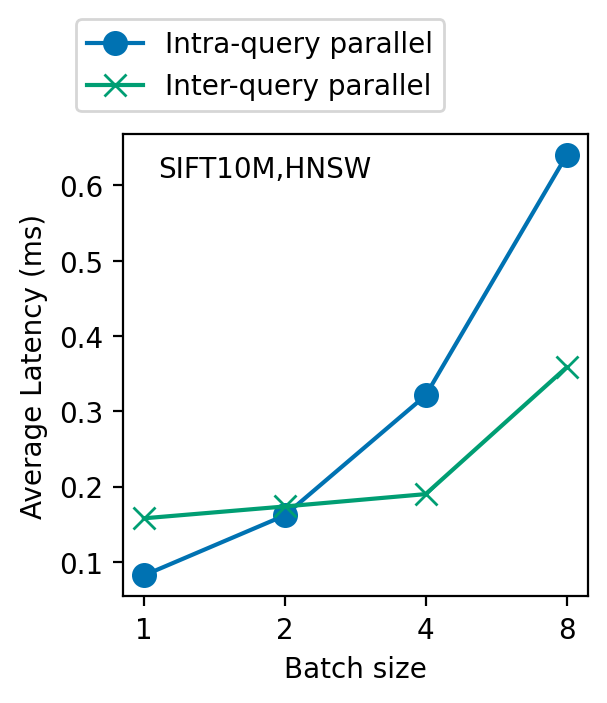 Intra-query parallel
Inter-query parallel
SIFT10M,HNSW
Average Latency (ms)
0.6
0.5
0.4
0.3
0.2
0.1
1 2 4 8
Batch size